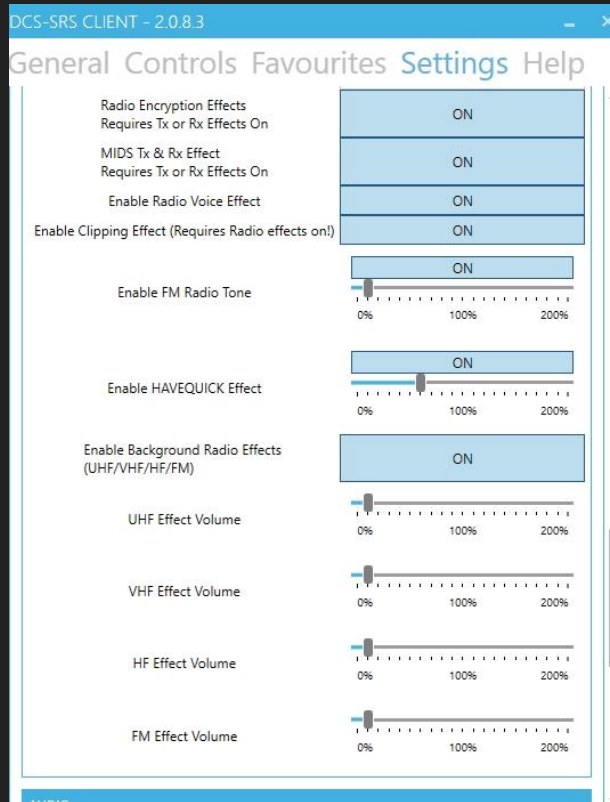 DCS-SRS CLIENT - 2.0.8.3
General Controls Favourites Settings Help
Radio Encryption Effects
Requires Tx or Rx Effects On
ON
MIDS Tx & Rx Effect
Requires Tx or Rx Effects On
ON
Enable Radio Voice Effect
ON
Enable Clipping Effect (Requires Radio effects on!)
ON
ON
Enable FM Radio Tone
0% 100% 200%
ON
Enable HAVEQUICK Effect
0% 100% 200%
Enable Background Radio Effects
(UHF/VHF/HF/FM)
ON
UHF Effect Volume
0% 100% 200%
VHF Effect Volume
0% 100% 200%
HF Effect Volume
0% 100% 200%
FM Effect Volume
0% 100% 200%